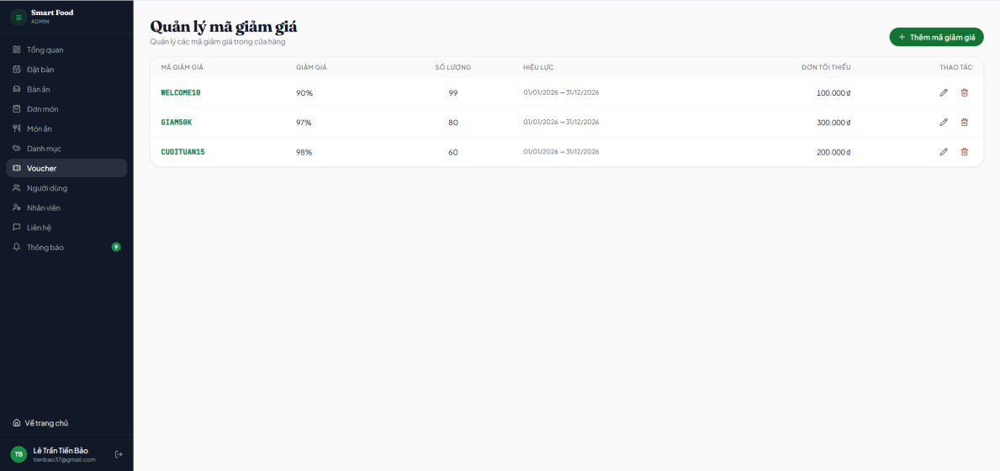 Smart Food
ADMIN
Tổng quan
Đặt bàn
Bàn ăn
Đơn món
Món ăn
Danh mục
Voucher
Người dùng
Nhân viên
Liên hệ
Thông báo 9
Về trang chủ
TB
Lê Trần Tiến Bảo
tienbao37@gmail.com
Quản lý mã giảm giá
Quản lý các mã giảm giá trong cửa hàng
+ Thêm mã giảm giá
MÃ GIẢM GIÁ GIẢM GIÁ SỐ LƯỢNG HIỆU LỰC ĐƠN TỐI THIỂU THAO TÁC
WELCOME10 90% 99 01/01/2026 → 31/12/2026 100.000 ₫
GIAM50K 97% 80 01/01/2026 → 31/12/2026 300.000 ₫
CUOITUAN15 98% 60 01/01/2026 → 31/12/2026 200.000 ₫